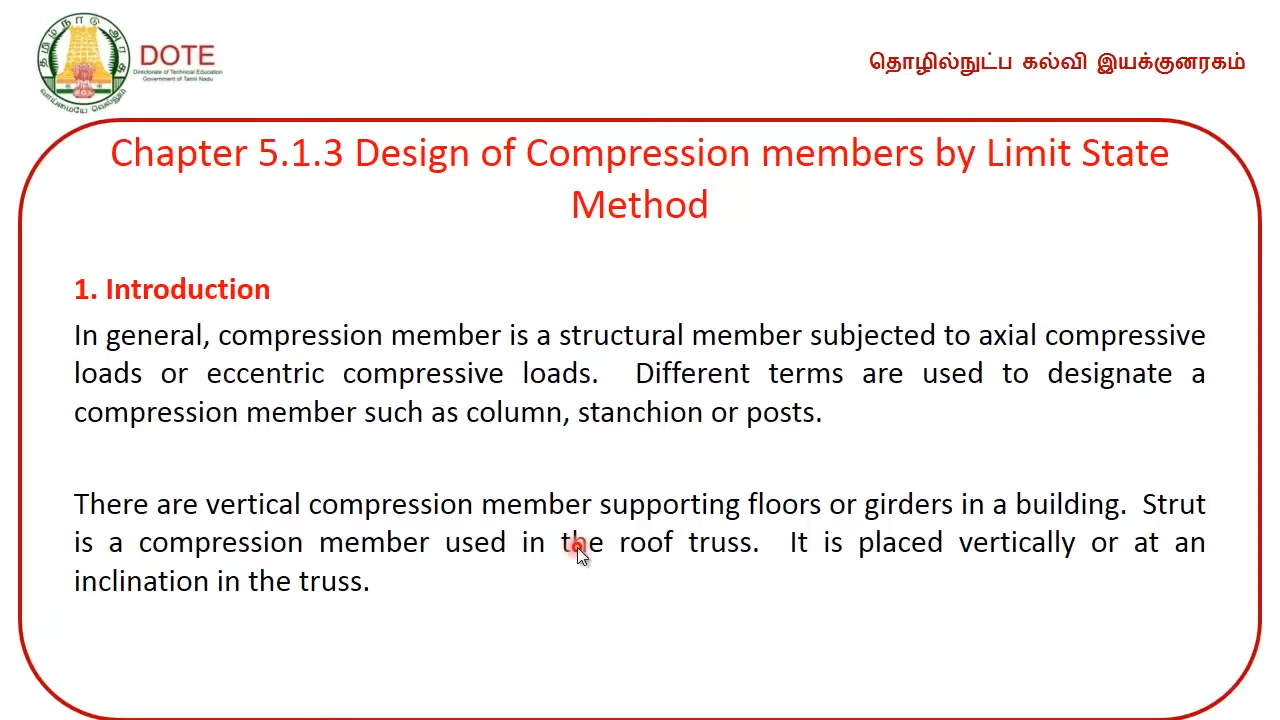 தமிழ்நாடு அரசு
வாய்மையே வெல்லும்
DOTE
Directorate of Technical Education
Government of Tamil Nadu
தொழில்நுட்ப கல்வி இயக்குனரகம்
Chapter 5.1.3 Design of Compression members by Limit State
Method
1. Introduction
In general, compression member is a structural member subjected to axial compressive
loads or eccentric compressive loads. Different terms are used to designate a
compression member such as column, stanchion or posts.
There are vertical compression member supporting floors or girders in a building. Strut
is a compression member used in the roof truss. It is placed vertically or at an
inclination in the truss.